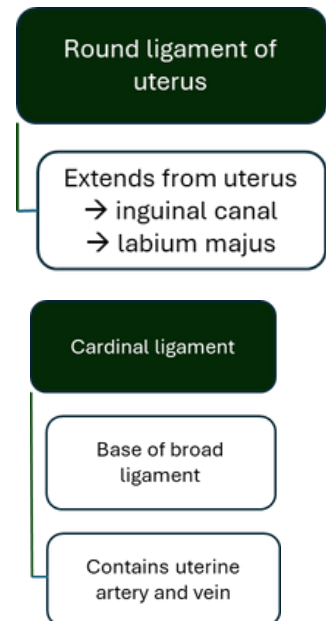 Round ligament of
uterus
Extends from uterus
→ inguinal canal
→ labium majus
Cardinal ligament
Base of broad
ligament
Contains uterine
artery and vein